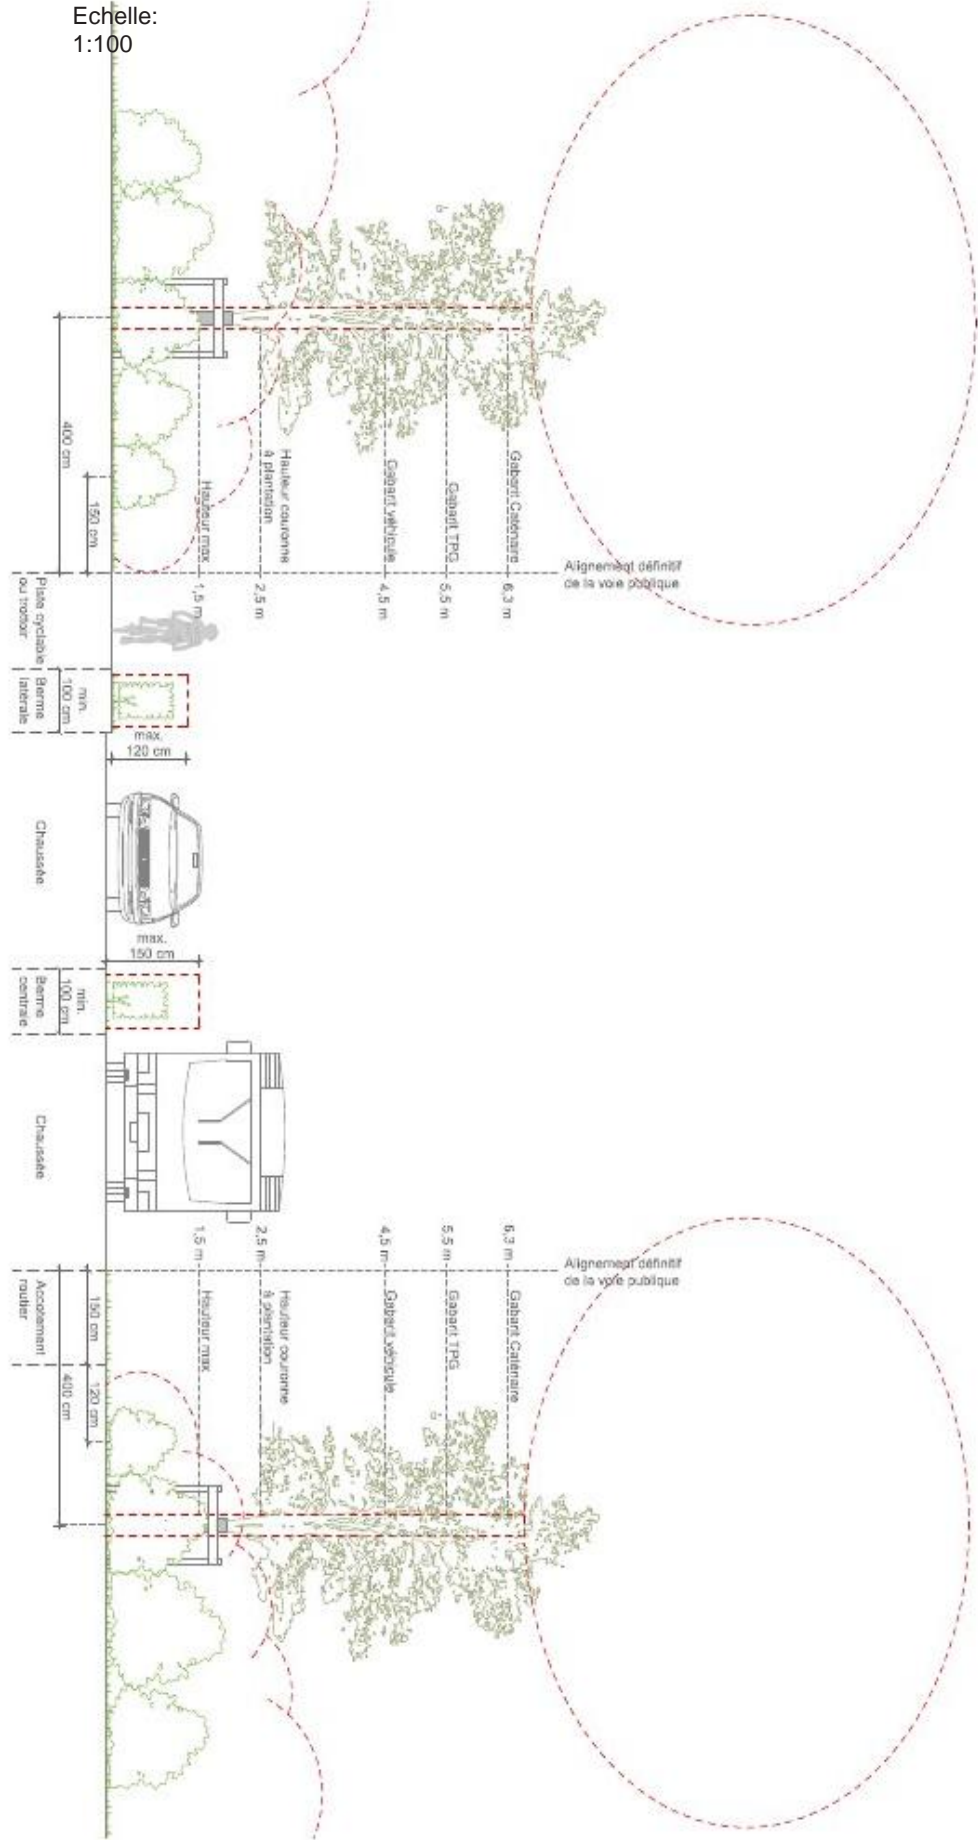 Echelle:
1:100
400 cm
150 cm
Hauteur max
Hauteur couronne
à plantation
Gabarit véhicule
Gabarit TPG
Gabarit Caténaire
Alignement définitif
de la voie publique
1,5 m
2,5 m
4,5 m
5,5 m
6,3 m
Piste cyclable
ou trottoir
Berme
latérale
min.
100 cm
max.
120 cm
Chaussée
max.
150 cm
Berme
centrale
min.
100 cm
Chaussée
1,5 m
2,5 m
4,5 m
5,5 m
6,3 m
Alignement définitif
de la voie publique
Accotement
routier
150 cm
120 cm
400 cm
Hauteur max
Hauteur couronne
à plantation
Gabarit véhicule
Gabarit TPG
Gabarit Caténaire